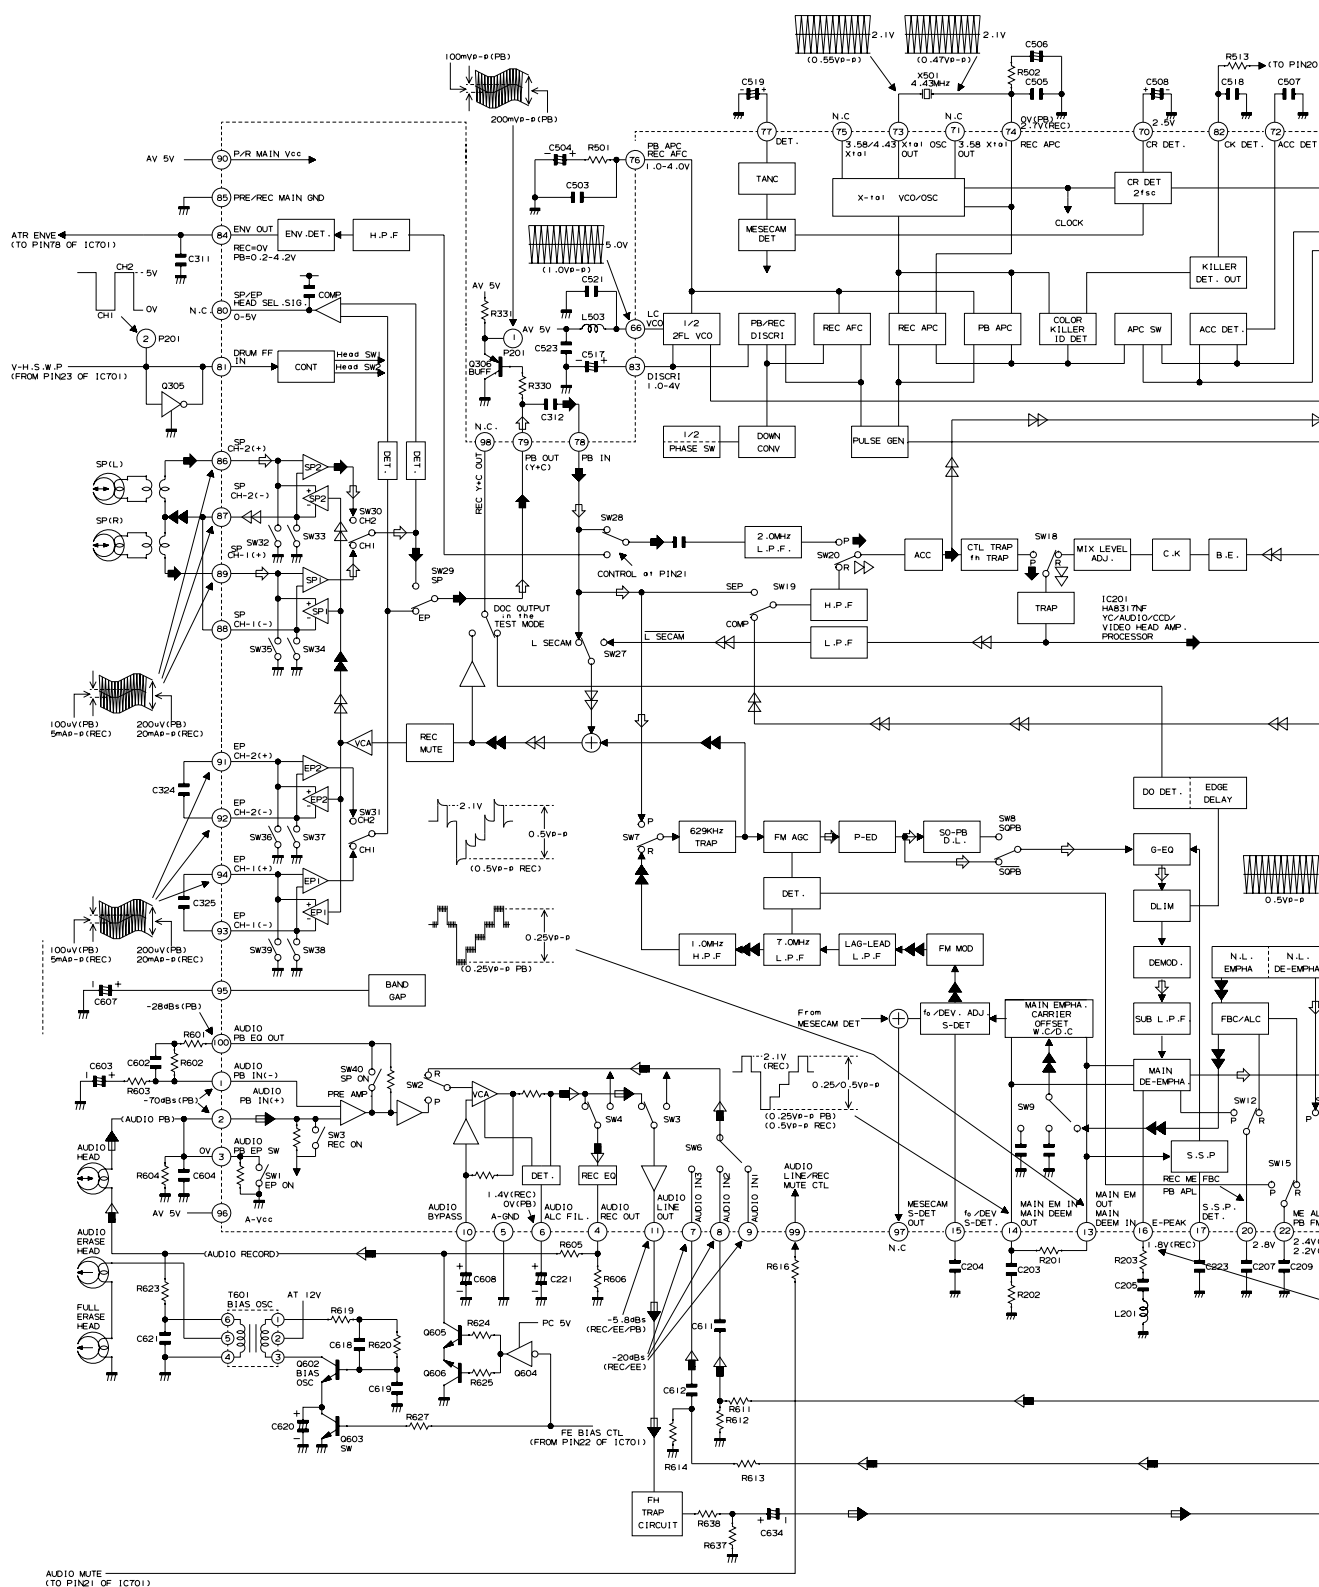 2.1V
2.1V
(0.55Vp-p)
(0.47Vp-p)
C506
R502
C505
X501
4.43MHz
0V(PB)
2.7V(REC)
R513
(TO PIN20
C519
C508
C518
C507
100mVp-p(PB)
200mVp-p(PB)
N.C
N.C
2.5V
77
75
73
71
74
70
82
72
DET.
3.58/4.43
Xtal
Xtal OSC
OUT
3.58 Xtal
OUT
REC APC
CR DET.
CK DET.
ACC DET
AV 5V
90
P/R MAIN Vcc
85
PRE/REC MAIN GND
C504
R501
C503
76
PB APC
REC AFC
1.0-4.0V
TANC
X-tal VCO/OSC
CR DET
2fsc
CLOCK
MESECAM
DET
ATR ENVE
(TO PIN78 OF IC701)
84
ENV OUT
REC=0V
PB=0.2-4.2V
ENV.DET.
H.P.F
C311
5.0V
(1.0Vp-p)
C521
L503
KILLER
DET. OUT
CH2
5V
0V
CH1
N.C.
80
SP/EP
HEAD SEL.SIG.
0-5V
COMP
AV 5V
R331
1
P201
AV 5V
C523
C517
66
LC
VCO
1/2
2FL VCO
PB/REC
DISCRI
REC AFC
REC APC
PB APC
COLOR
KILLER
ID DET
APC SW
ACC DET.
2
P201
V-H.S.W.P
(FROM PIN23 OF IC701)
81
DRUM FF
IN
CONT
Head SW1
Head SW2
Q306
BUFF
R330
83
DISCRI
1.0-4V
Q305
C312
N.C.
98
79
78
REC Y+C OUT
PB OUT
(Y+C)
PB IN
1/2
PHASE SW
DOWN
CONV
PULSE GEN
SP
CH-2(+)
86
SP2
SP(L)
SP
CH-2(-)
SP2
87
SP(R)
SW32
SW33
SW30
CH2
CH1
DET.
DET.
SP
CH-1(+)
89
SP1
SP1
SP
CH-1(-)
88
SW35
SW34
SW29
SP
EP
SW28
CONTROL at PIN21
2.0MHz
L.P.F.
P
SW20
R
ACC
CTL TRAP
fn TRAP
SW18
P
R
MIX LEVEL
ADJ.
C.K
B.E.
DOC OUTPUT
in the
TEST MODE
SEP
SW19
COMP
H.P.F
TRAP
IC201
HA8317NF
YC/AUDIO/CCD/
VIDEO HEAD AMP.
PROCESSOR
L SECAM
L SECAM
SW27
L.P.F
100uV(PB)
5mAp-p(REC)
200uV(PB)
20mAp-p(REC)
VCA
REC
MUTE
91
EP
CH-2(+)
EP2
C324
EP
CH-2(-)
92
EP2
SW31
CH2
CH1
SW36
SW37
EP
CH-1(+)
94
EP1
C325
EP
CH-1(-)
93
EP1
SW39
SW38
100uV(PB)
5mAp-p(REC)
200uV(PB)
20mAp-p(REC)
2.1V
0.5Vp-p
(0.5Vp-p REC)
0.25Vp-p
(0.25Vp-p PB)
P
SW7
R
629KHz
TRAP
FM AGC
P-ED
SO-PB
D.L.
SW8
SQPB
SQPB
DO DET.
EDGE
DELAY
G-EQ
0.5Vp-p
DET.
DLIM
1.0MHz
H.P.F
7.0MHz
L.P.F
LAG-LEAD
L.P.F
FM MOD
DEMOD.
N.L.
EMPHA
N.L.
DE-EMPHA
C607
95
BAND
GAP
From
MESECAM DET
fo/DEV. ADJ.
S-DET
MAIN EMPHA.
CARRIER
OFFSET
W.C/D.C
SUB L.P.F.
FBC/ALC
MAIN
DE-EMPHA.
-28dBs(PB)
R601
100
AUDIO
PB EQ OUT
C602
R602
C603
R603
1
AUDIO
PB IN(-)
-70dBs(PB)
AUDIO
PB IN(+)
SW40
SP ON
PRE AMP
SW2
R
P
VCA
SW4
SW3
2.1V
(REC)
0.25/0.5Vp-p
(0.25Vp-p PB)
(0.5Vp-p REC)
SW9
SW12
P
R
P
(AUDIO PB)
2
SW3
REC ON
AUDIO
HEAD
0V
3
AUDIO
PB EP SW
R604
C604
SW1
EP ON
AV 5V
96
A-Vcc
DET.
REC EQ
SW6
AUDIO
LINE/REC
MUTE CTL
S.S.P
REC ME FBC
PB APL
SW15
P
R
1.4V(REC)
0V(PB)
AUDIO
BYPASS
A-GND
AUDIO
ALC FIL.
AUDIO
REC OUT
AUDIO
LINE
OUT
AUDIO IN3
AUDIO IN2
AUDIO IN1
10
5
6
4
11
7
8
9
99
97
15
14
13
16
17
20
22
MESECAM
S-DET
OUT
N.C
fo/DEV
S-DET.
MAIN EM IN
MAIN DEEM
OUT
MAIN EM
OUT
MAIN
DEEM IN
E-PEAK
1.8V(REC)
S.S.P.
DET.
2.8V
ME AL
PB FM
2.4V(
2.2V(
AUDIO
ERASE
HEAD
(AUDIO RECORD)
R605
C608
C221
R606
R616
C204
C203
R201
R202
R203
C205
L201
C223
C207
C209
R623
FULL
ERASE
HEAD
C621
T601
BIAS OSC
AT 12V
6
5
4
1
2
3
R619
C618
R620
Q602
BIAS
OSC
C619
C620
Q603
SW
R627
Q605
R624
PC 5V
Q606
R625
Q604
-5.8dBs
(REC/EE/PB)
-20dBs
(REC/EE)
C611
C612
R611
R612
R614
R613
FE BIAS CTL
(FROM PIN22 OF IC701)
FH
TRAP
CIRCUIT
R638
R637
C634
AUDIO MUTE
(TO PIN21 OF IC701)